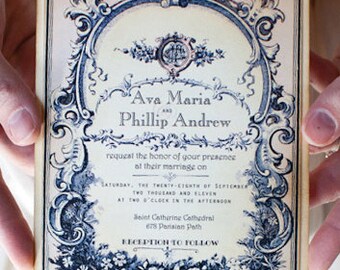 Ava Maria
AND
Phillip Andrew
request the honor of your presence
at their marriage on
SATURDAY, THE TWENTY-EIGHTH OF SEPTEMBER
TWO THOUSAND AND ELEVEN
AT TWO O'CLOCK IN THE AFTERNOON
Saint Catherine Cathedral
675 Parisian Path
RECEPTION TO FOLLOW